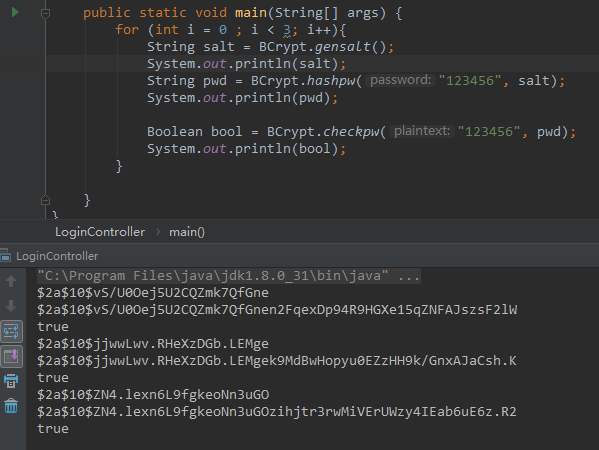 public static void main(String[] args) {
for (int i = 0 ; i < 3; i++){
String salt = BCrypt.gensalt();
System.out.println(salt);
String pwd = BCrypt.hashpw( password: "123456", salt);
System.out.println(pwd);
Boolean bool = BCrypt.checkpw( plaintext: "123456", pwd);
System.out.println(bool);
}
}
}
LoginController › main()
LoginController
"C:\Program Files\java\jdk1.8.0_31\bin\java" ...
$2a$10$vS/U0Oej5U2CQZmk7QfGne
$2a$10$vS/U0Oej5U2CQZmk7QfGnen2FqexDp94R9HGXe15qZNFAJszsF2lW
true
$2a$10$jjwwLwv.RHeXzDGb.LEMge
$2a$10$jjwwLwv.RHeXzDGb.LEMgek9MdBwHopyu0EZzHH9k/GnxAJaCsh.K
true
$2a$10$ZN4.lexn6L9fgkeoNn3uGO
$2a$10$ZN4.lexn6L9fgkeoNn3uGOzihjtr3rwMiVErUWzy4IEab6uE6z.R2
true